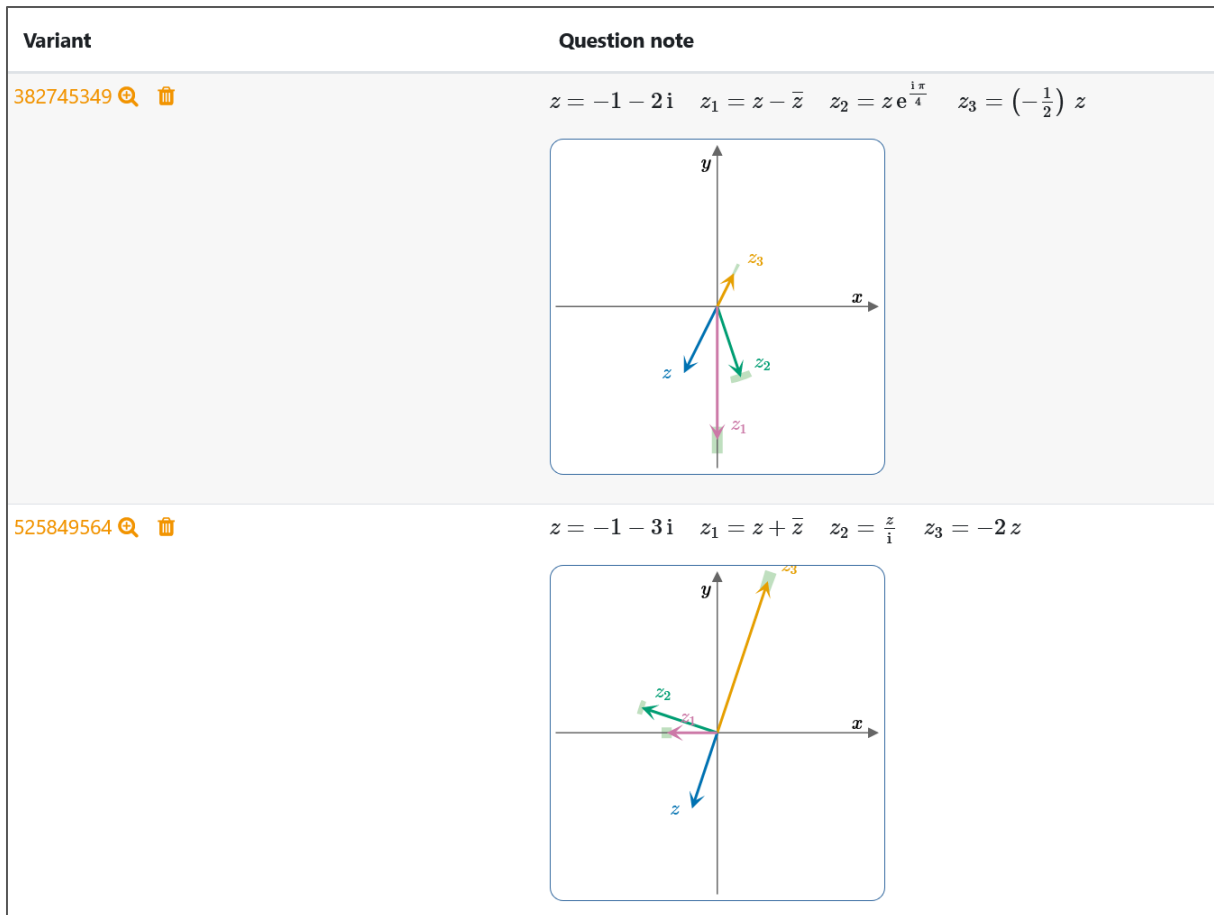 Variant Question note
382745349 z = −1 − 2 i z₁ = z − z̅ z₂ = z e^(i π/4) z₃ = (−1/2) z
y
z₃
x
z
z₂
z₁
525849564 z = −1 − 3 i z₁ = z + z̅ z₂ = z/i z₃ = −2 z
z₃
y
z₂
z₁
x
z